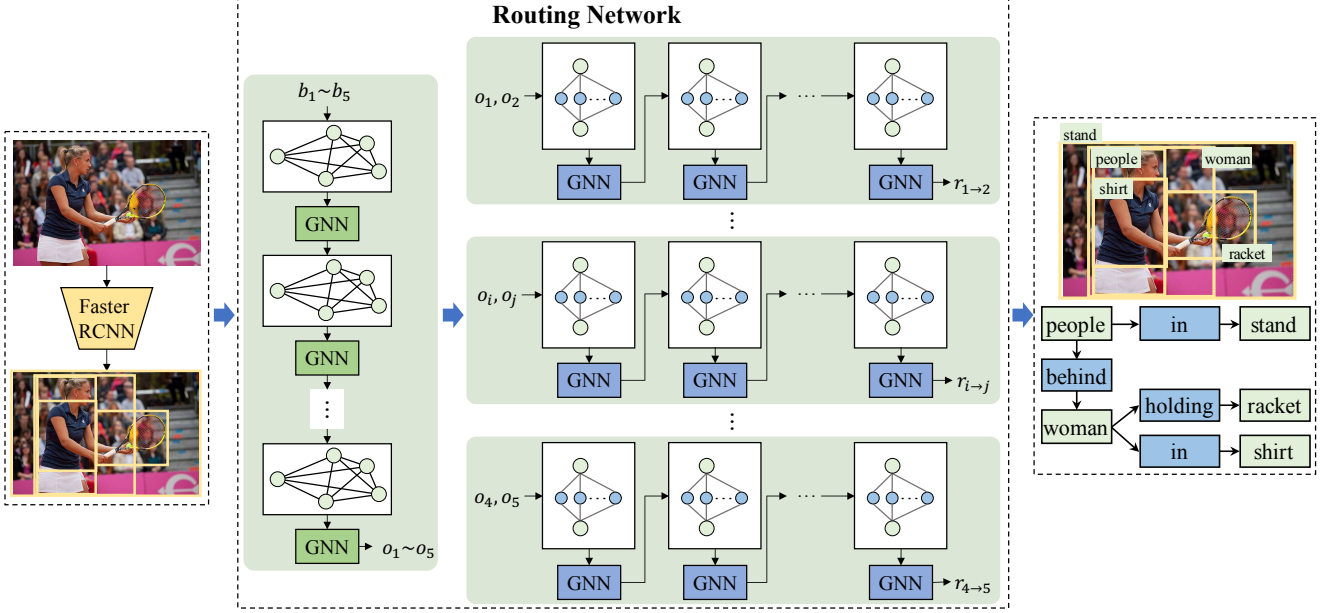 Routing Network
Faster
RCNN
b₁~b₅
GNN
GNN
⋮
GNN
o₁~o₅
o₁, o₂
...
GNN
GNN
GNN
r₁→₂
⋮
⋮
oᵢ, oⱼ
...
GNN
GNN
GNN
rᵢ→ⱼ
⋮
⋮
o₄, o₅
...
GNN
GNN
GNN
r₄→₅
stand
people
woman
shirt
racket
people
in
stand
behind
woman
holding
racket
in
shirt